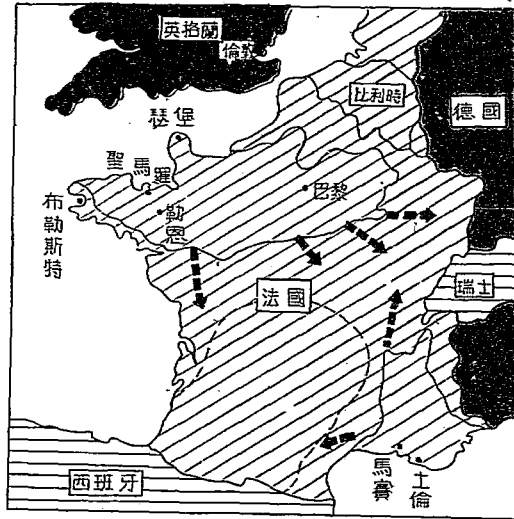 英格蘭
倫敦
比利時
德國
瑟堡
聖馬邏
巴黎
布勒斯特
勒恩
法國
瑞士
西班牙
馬賽
土倫